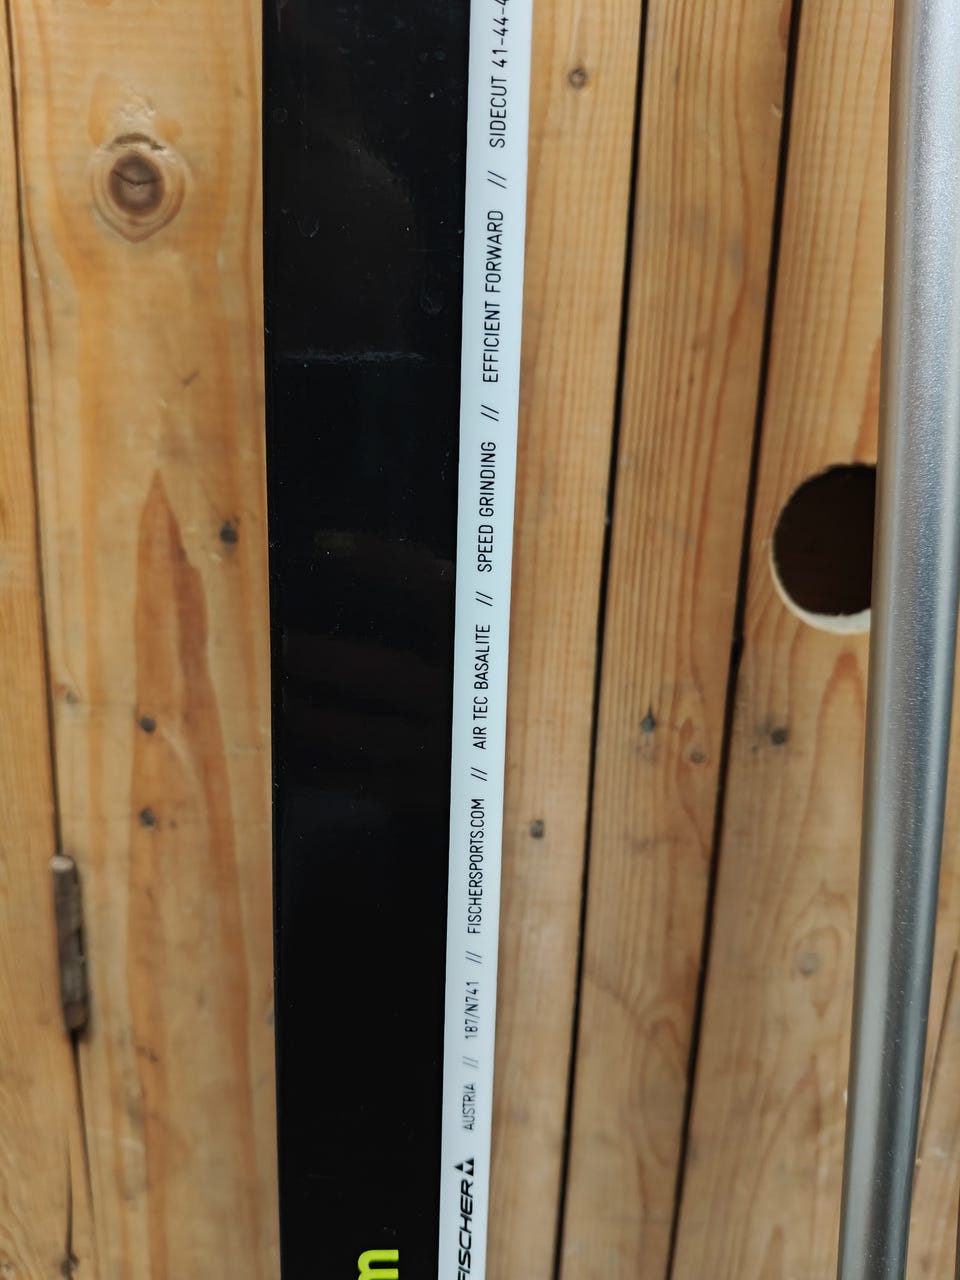 FISCHER AUSTRIA // 187/N741 // FISCHERSPORTS.COM // AIR TEC BASALITE // SPEED GRINDING // EFFICIENT FORWARD // SIDECUT 41-44-4
m